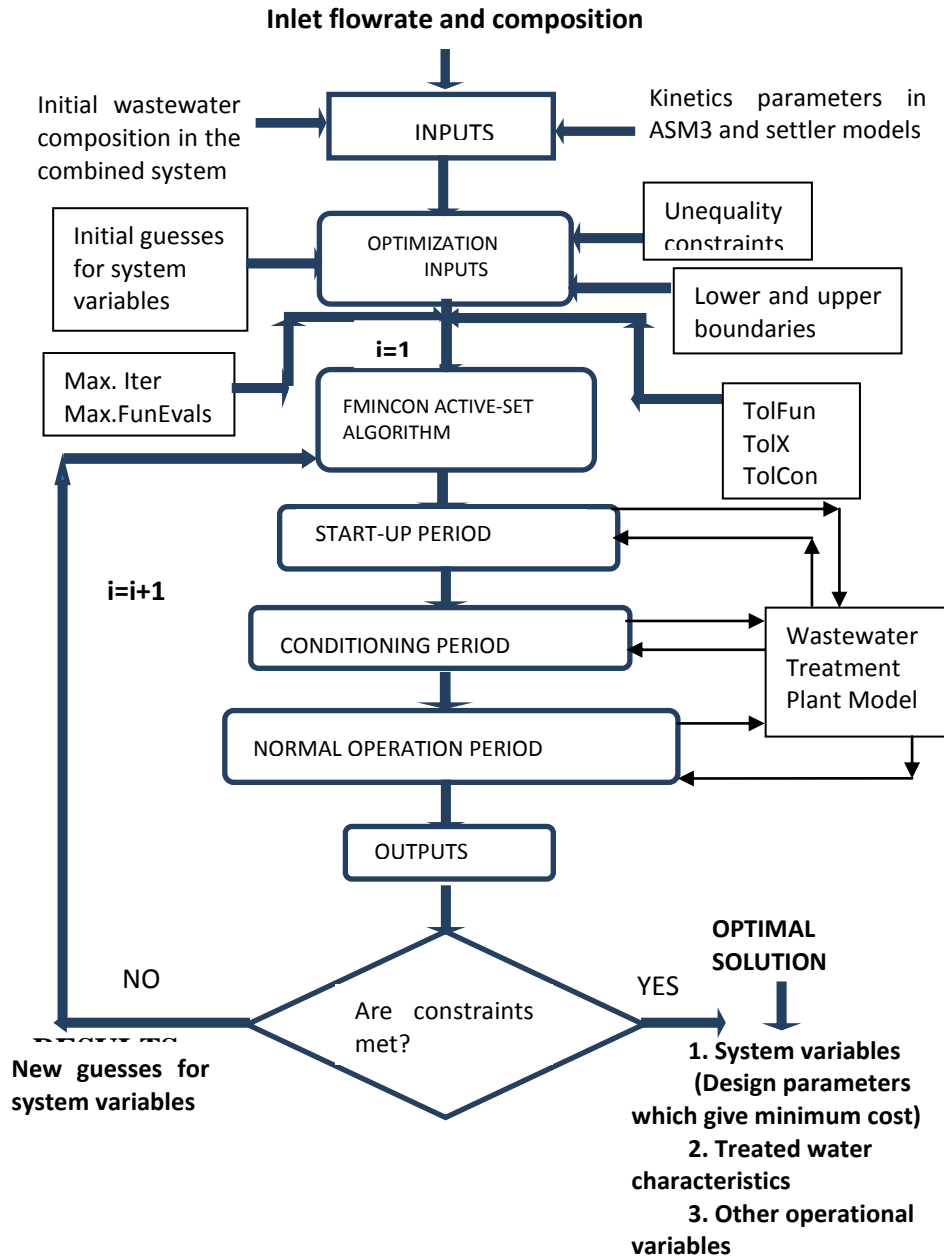 Inlet flowrate and composition
Initial wastewater
composition in the
combined system
INPUTS
Kinetics parameters in
ASM3 and settler models
Initial guesses
for system
variables
OPTIMIZATION
INPUTS
Unequality
constraints
Lower and upper
boundaries
i=1
Max. Iter
Max.FunEvals
FMINCON ACTIVE-SET
ALGORITHM
TolFun
TolX
TolCon
START-UP PERIOD
i=i+1
CONDITIONING PERIOD
Wastewater
Treatment
Plant Model
NORMAL OPERATION PERIOD
OUTPUTS
OPTIMAL
SOLUTION
NO
YES
Are constraints
met?
RESULTS
New guesses for
system variables
1. System variables
(Design parameters
which give minimum cost)
2. Treated water
characteristics
3. Other operational
variables